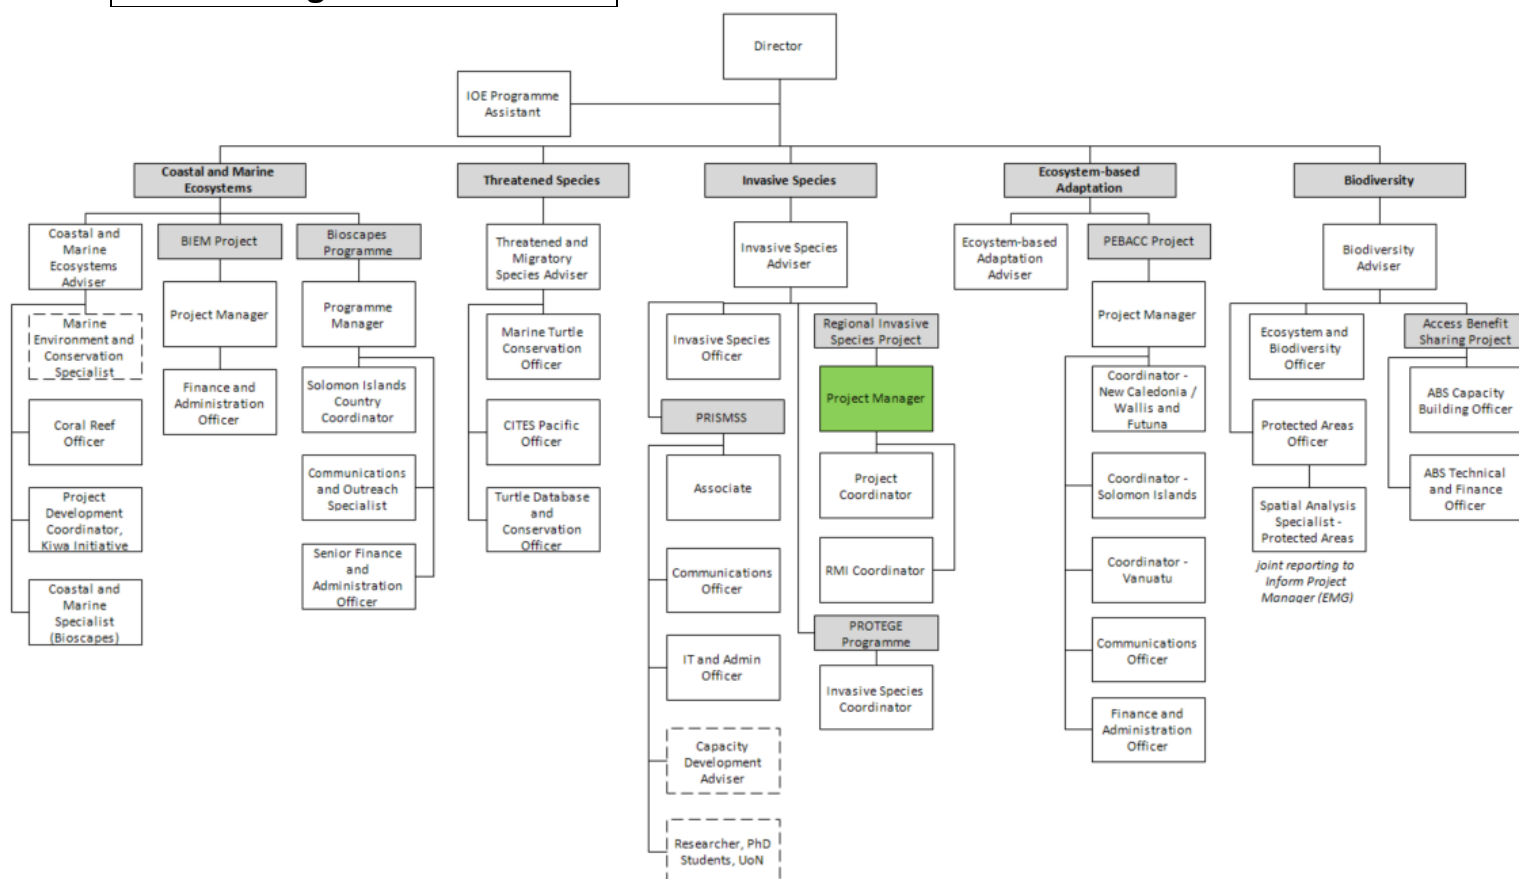 Director
IOE Programme
Assistant
Coastal and Marine
Ecosystems
Threatened Species
Invasive Species
Ecosystem-based
Adaptation
Biodiversity
Coastal and
Marine
Ecosystems
Adviser
BIEM Project
Bioscapes
Programme
Threatened and
Migratory
Species Adviser
Invasive Species
Adviser
Ecoystem-based
Adaptation
Adviser
PEBACC Project
Biodiversity
Adviser
Marine
Environment and
Conservation
Specialist
Project Manager
Programme
Manager
Marine Turtle
Conservation
Officer
Invasive Species
Officer
Regional Invasive
Species Project
Project Manager
Ecosystem and
Biodiversity
Officer
Access Benefit
Sharing Project
Coral Reef
Officer
Finance and
Administration
Officer
Solomon Islands
Country
Coordinator
CITES Pacific
Officer
PRISMSS
Project Manager
Coordinator -
New Caledonia /
Wallis and
Futuna
Protected Areas
Officer
ABS Capacity
Building Officer
Project
Development
Coordinator,
Kiwa Initiative
Communications
and Outreach
Specialist
Turtle Database
and
Conservation
Officer
Associate
Project
Coordinator
Coordinator -
Solomon Islands
Spatial Analysis
Specialist -
Protected Areas
ABS Technical
and Finance
Officer
joint reporting to
Inform Project
Manager (EMG)
Coastal and
Marine
Specialist
(Bioscapes)
Senior Finance
and
Administration
Officer
Communications
Officer
RMI Coordinator
Coordinator -
Vanuatu
IT and Admin
Officer
PROTEGE
Programme
Communications
Officer
Invasive Species
Coordinator
Finance and
Administration
Officer
Capacity
Development
Adviser
Researcher, PhD
Students, UoN